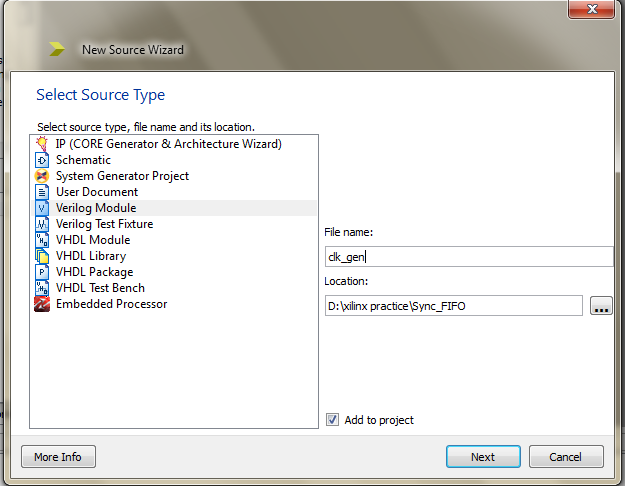 New Source Wizard
Select Source Type
Select source type, file name and its location.
IP (CORE Generator & Architecture Wizard)
Schematic
System Generator Project
User Document
Verilog Module
Verilog Test Fixture
VHDL Module
VHDL Library
VHDL Package
VHDL Test Bench
Embedded Processor
File name:
clk_gen
Location:
D:\xilinx practice\Sync_FIFO
...
Add to project
More Info
Next
Cancel